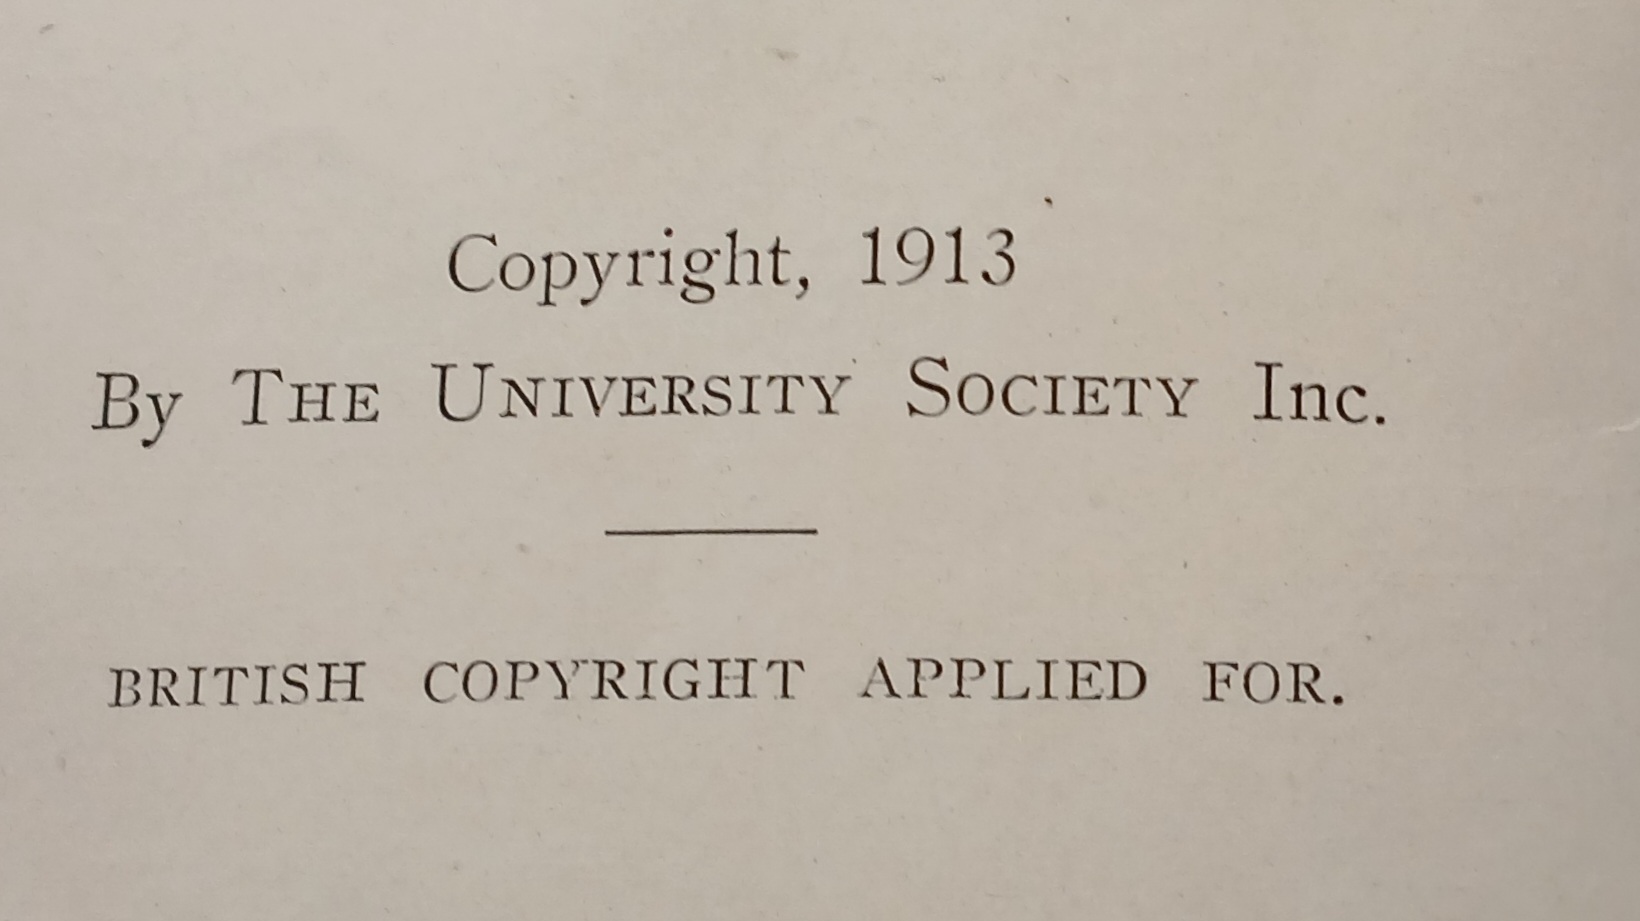 Copyright, 1913
By The University Society Inc.
BRITISH COPYRIGHT APPLIED FOR.